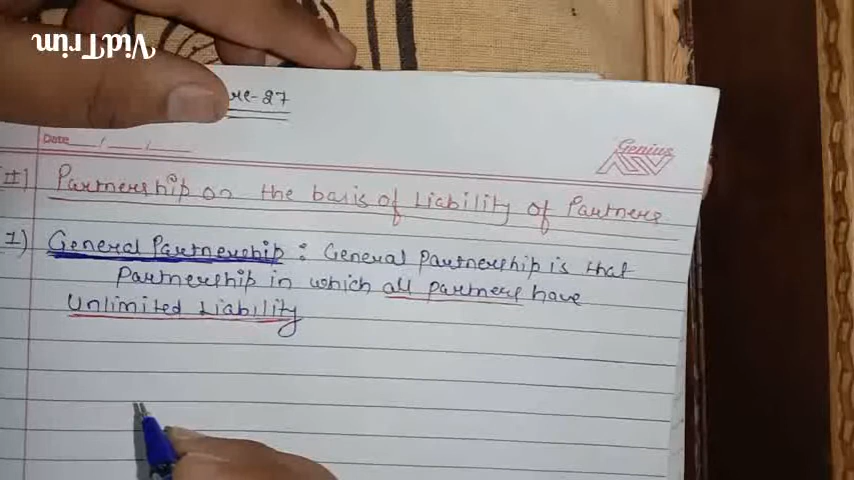 VidTrim
re-27
Date / /
Genius
[II] Partnership on the basis of Liability of Partners
1) General Partnership : General partnership is that
Partnership in which all partners have
Unlimited Liability